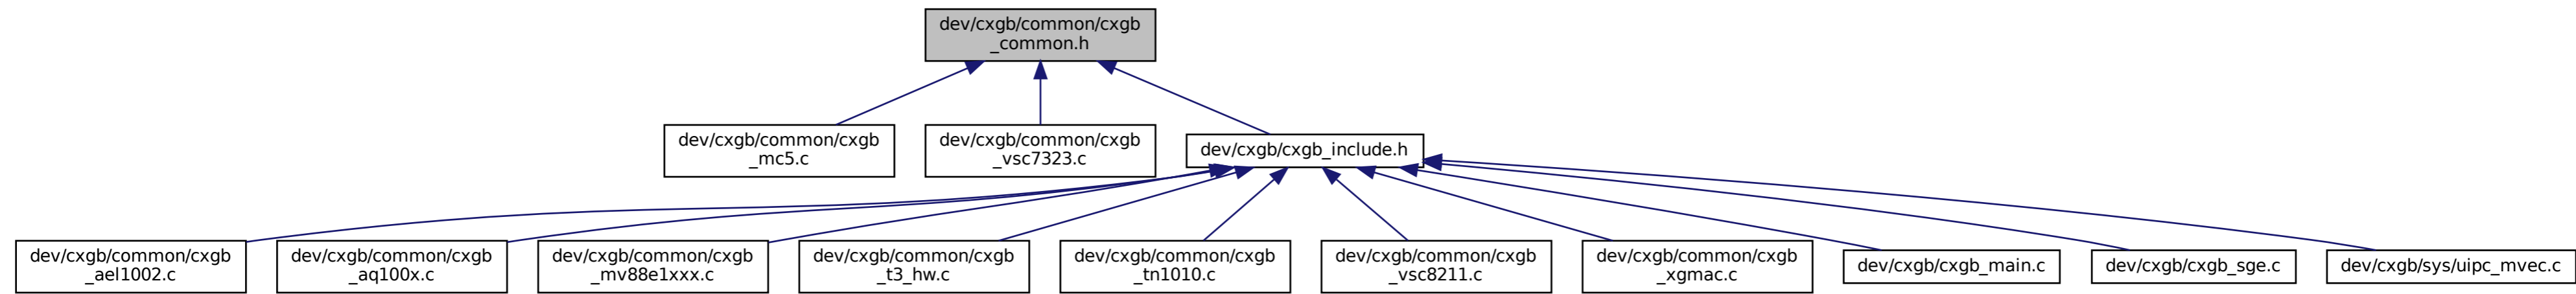 dev/cxgb/common/cxgb
_common.h
dev/cxgb/common/cxgb
_mc5.c
dev/cxgb/common/cxgb
_vsc7323.c
dev/cxgb/cxgb_include.h
dev/cxgb/common/cxgb
_ael1002.c
dev/cxgb/common/cxgb
_aq100x.c
dev/cxgb/common/cxgb
_mv88e1xxx.c
dev/cxgb/common/cxgb
_t3_hw.c
dev/cxgb/common/cxgb
_tn1010.c
dev/cxgb/common/cxgb
_vsc8211.c
dev/cxgb/common/cxgb
_xgmac.c
dev/cxgb/cxgb_main.c
dev/cxgb/cxgb_sge.c
dev/cxgb/sys/uipc_mvec.c